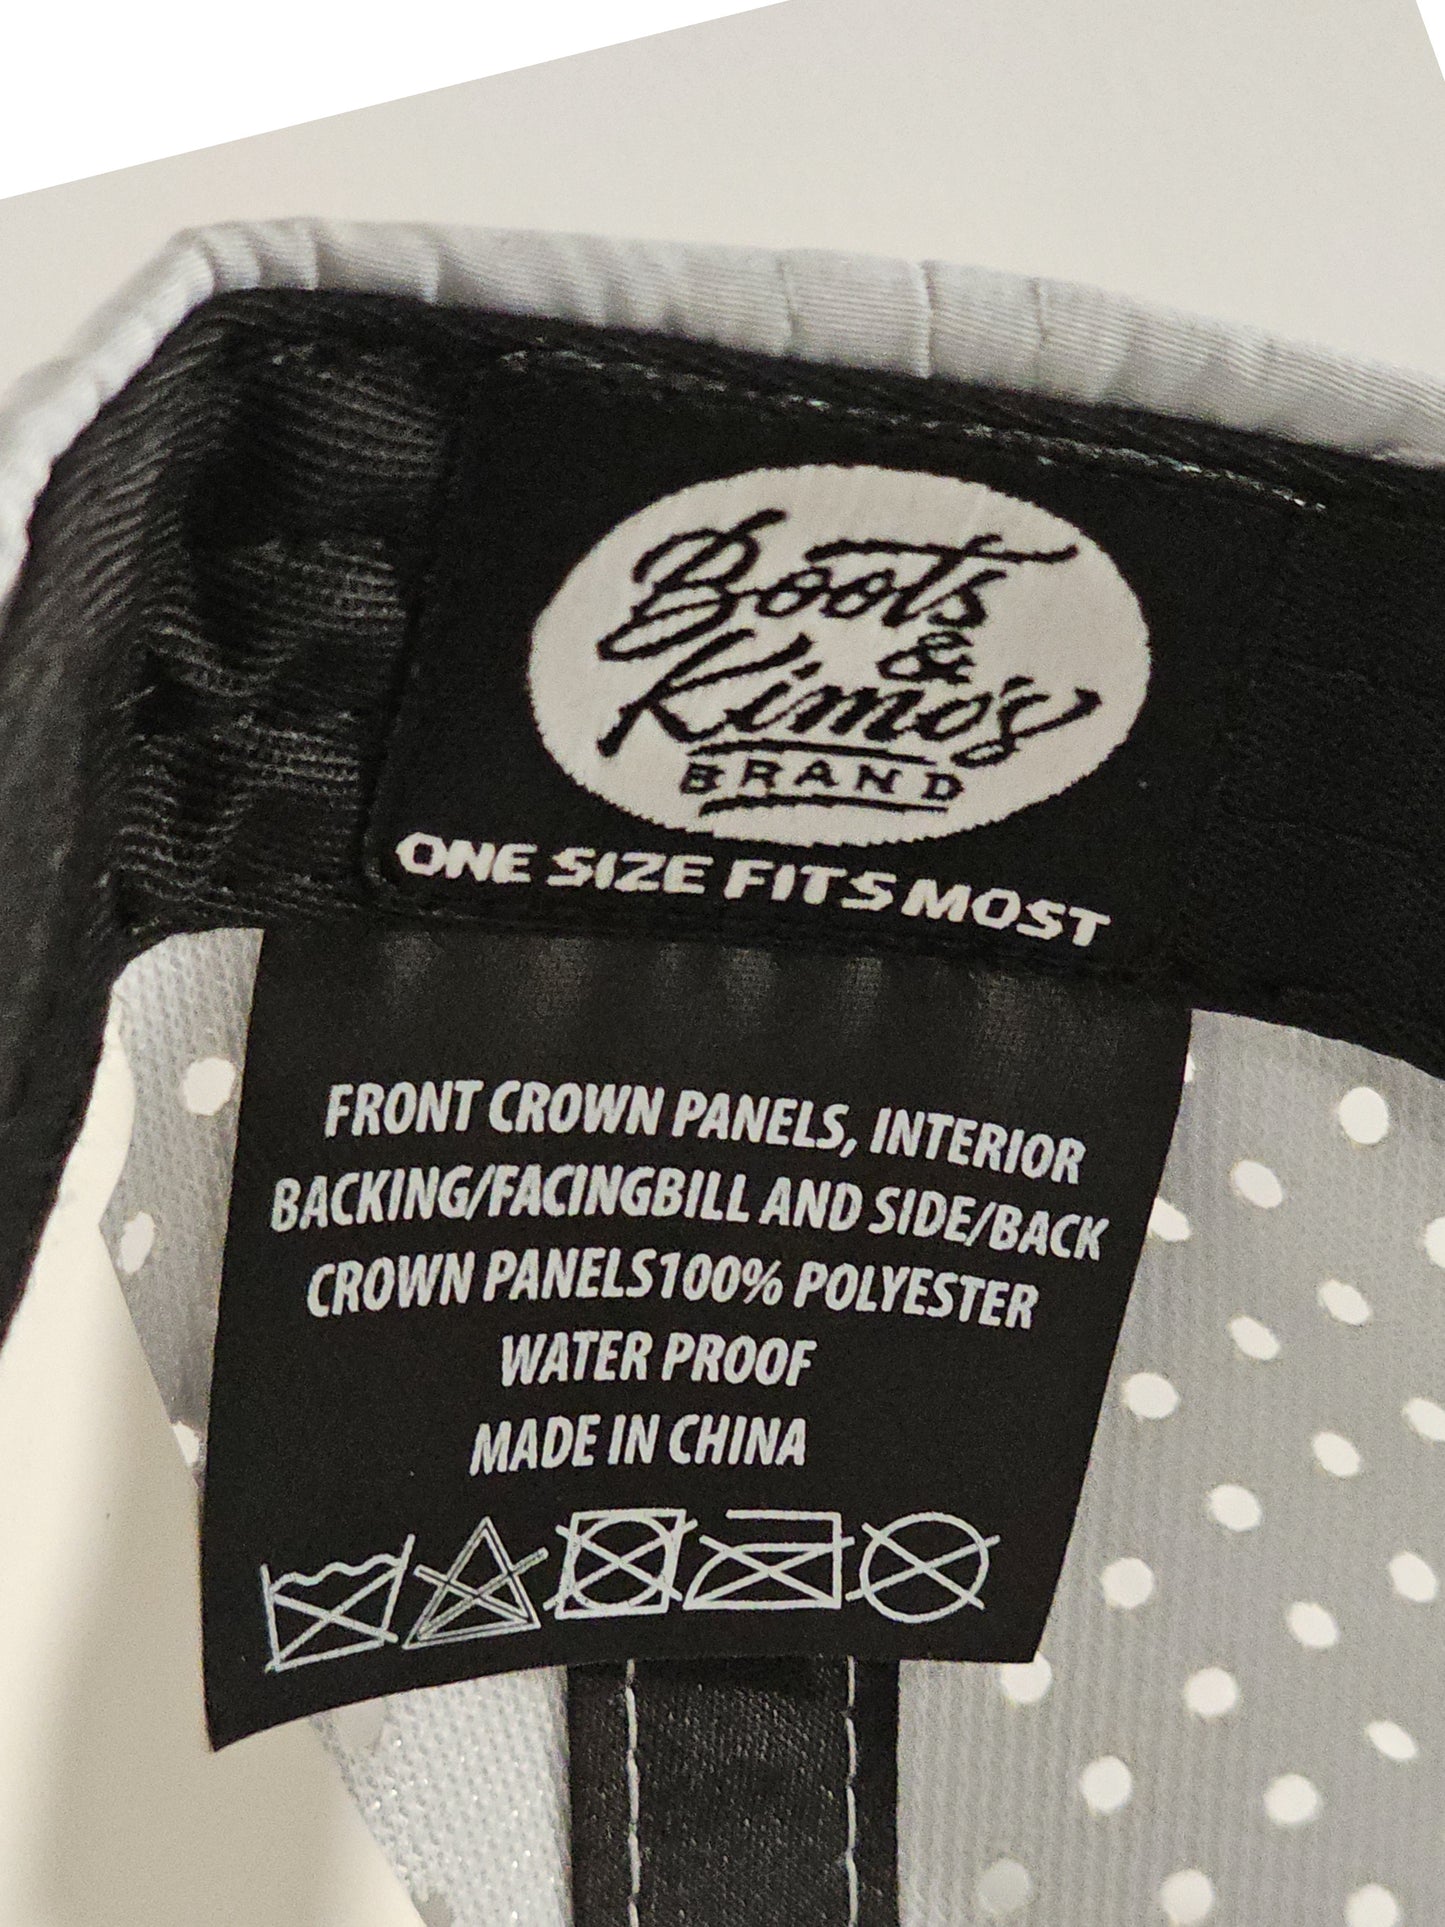 Boots
&
Kimo's
BRAND
ONE SIZE FITS MOST
FRONT CROWN PANELS, INTERIOR
BACKING/FACINGBILL AND SIDE/BACK
CROWN PANELS100% POLYESTER
WATER PROOF
MADE IN CHINA